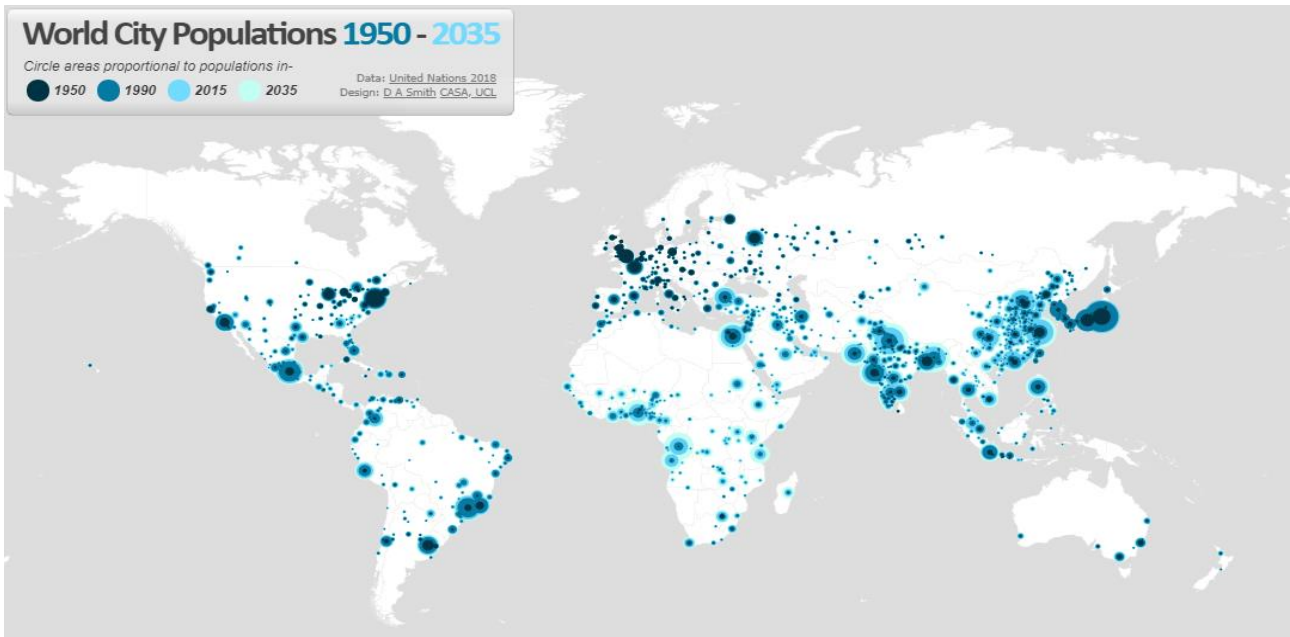 World City Populations 1950 - 2035
Circle areas proportional to populations in-
1950 1990 2015 2035
Data: United Nations 2018
Design: D A Smith CASA, UCL